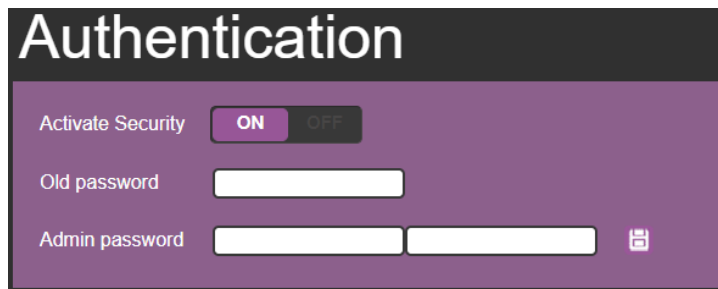 Authentication
Activate Security ON OFF
Old password
Admin password